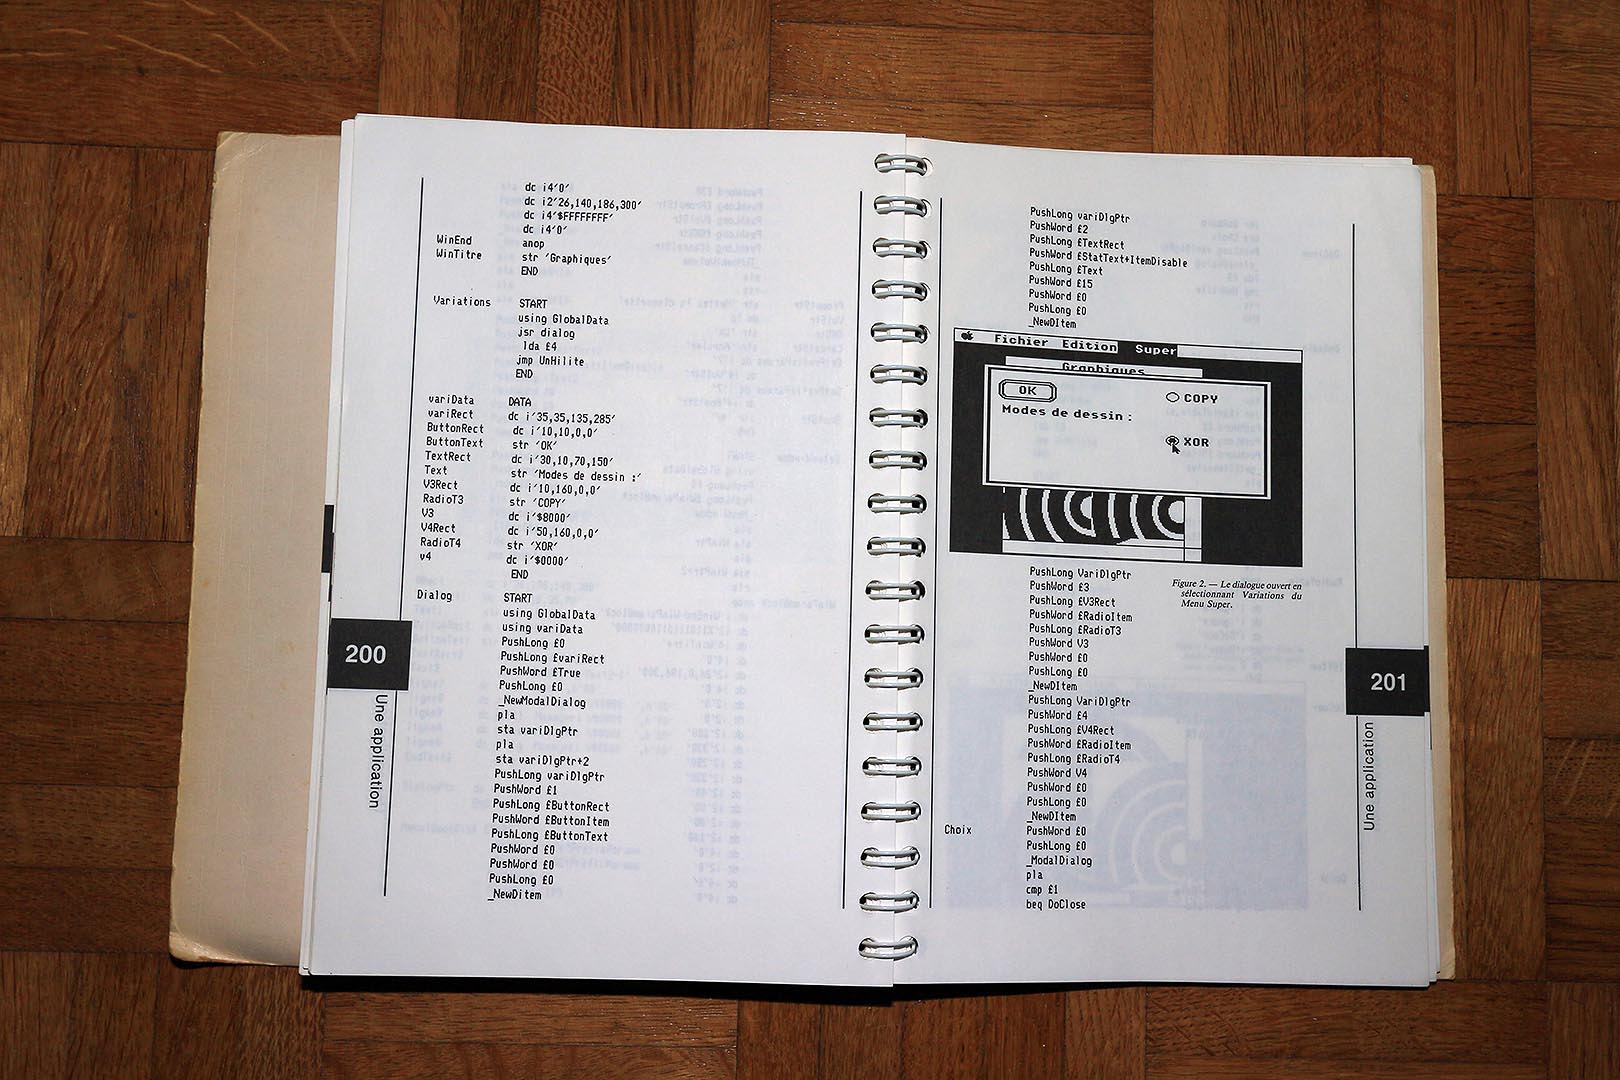 dc i4'0'
dc i2'26,140,186,300'
dc i4'$FFFFFFFF'
dc i4'0'
WinEnd anop
WinTitre str 'Graphiques'
END
Variations START
using GlobalData
jsr dialog
lda £4
jmp UnHilite
END
variData DATA
variRect dc i'35,35,135,285'
ButtonRect dc i'10,10,0,0'
ButtonText str 'OK'
TextRect dc i'30,10,70,150'
Text str 'Modes de dessin :'
V3Rect dc i'10,160,0,0'
RadioT3 str 'COPY'
V3 dc i'$8000'
V4Rect dc i'50,160,0,0'
RadioT4 str 'XOR'
v4 dc i'$0000'
END
Dialog START
using GlobalData
using variData
PushLong £0
PushLong £variRect
PushWord £True
PushLong £0
_NewModalDialog
pla
sta variDlgPtr
pla
sta variDlgPtr+2
PushLong variDlgPtr
PushWord £1
PushLong £ButtonRect
PushWord £ButtonItem
PushLong £ButtonText
PushWord £0
PushWord £0
PushLong £0
_NewDitem
200
Une application
PushLong variDlgPtr
PushWord £2
PushLong £TextRect
PushWord £StatText+ItemDisable
PushLong £Text
PushWord £15
PushWord £0
PushLong £0
_NewDItem
Fichier Edition Super
Graphiques
OK
COPY
Modes de dessin :
XOR
Figure 2. — Le dialogue ouvert en
sélectionnant Variations du
Menu Super.
PushLong VariDlgPtr
PushWord £3
PushLong £V3Rect
PushWord £RadioItem
PushLong £RadioT3
PushWord V3
PushWord £0
PushLong £0
_NewDItem
PushLong VariDlgPtr
PushWord £4
PushLong £V4Rect
PushWord £RadioItem
PushLong £RadioT4
PushWord V4
PushWord £0
PushLong £0
_NewDItem
Choix PushWord £0
PushLong £0
_ModalDialog
pla
cmp £1
beq DoClose
201
Une application